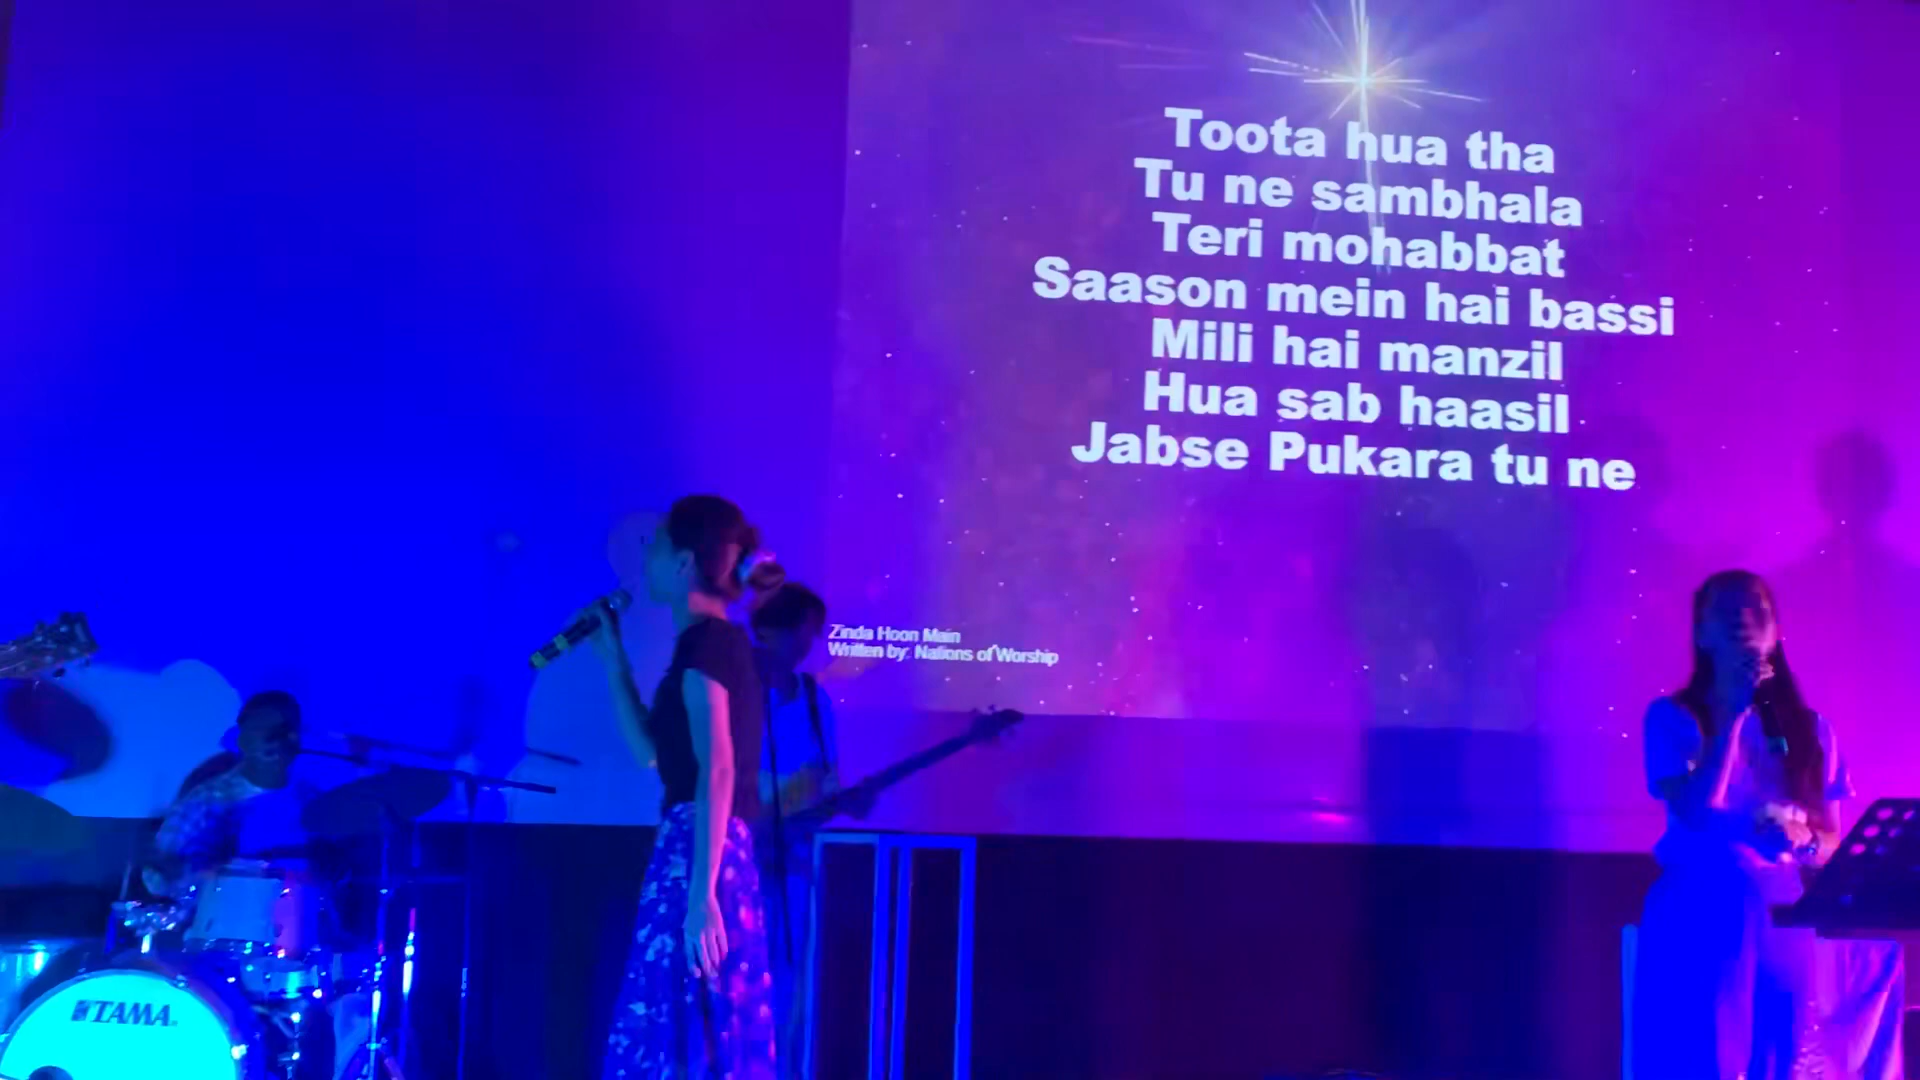 Toota hua tha
Tu ne sambhala
Teri mohabbat
Saason mein hai bassi
Mili hai manzil
Hua sab haasil
Jabse Pukara tu ne
Zinda Hoon Main
Written by: Nations of Worship
TAMA